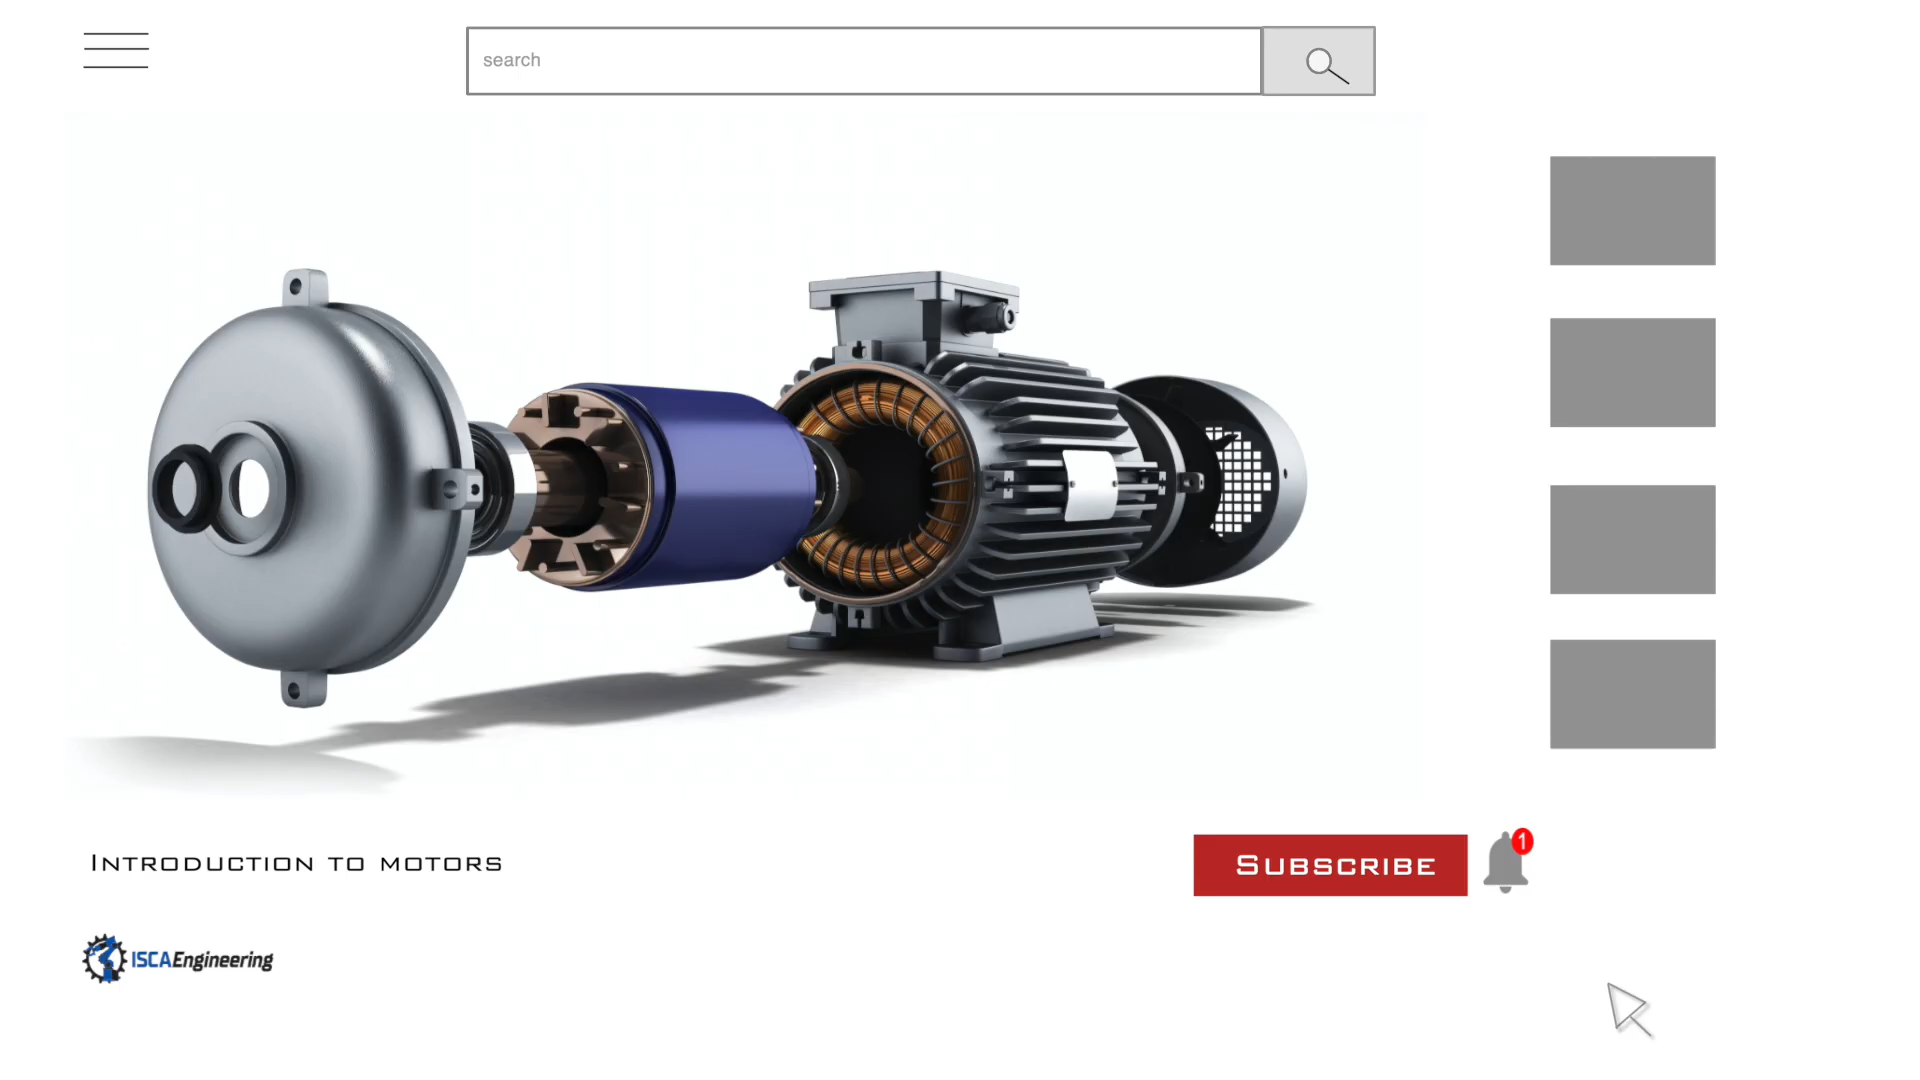 search
INTRODUCTION TO MOTORS
SUBSCRIBE
1
ISCAEngineering